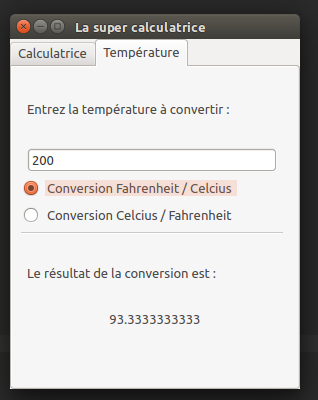 La super calculatrice
Calculatrice Température
Entrez la température à convertir :
200
Conversion Fahrenheit / Celcius
Conversion Celcius / Fahrenheit
Le résultat de la conversion est :
93.3333333333